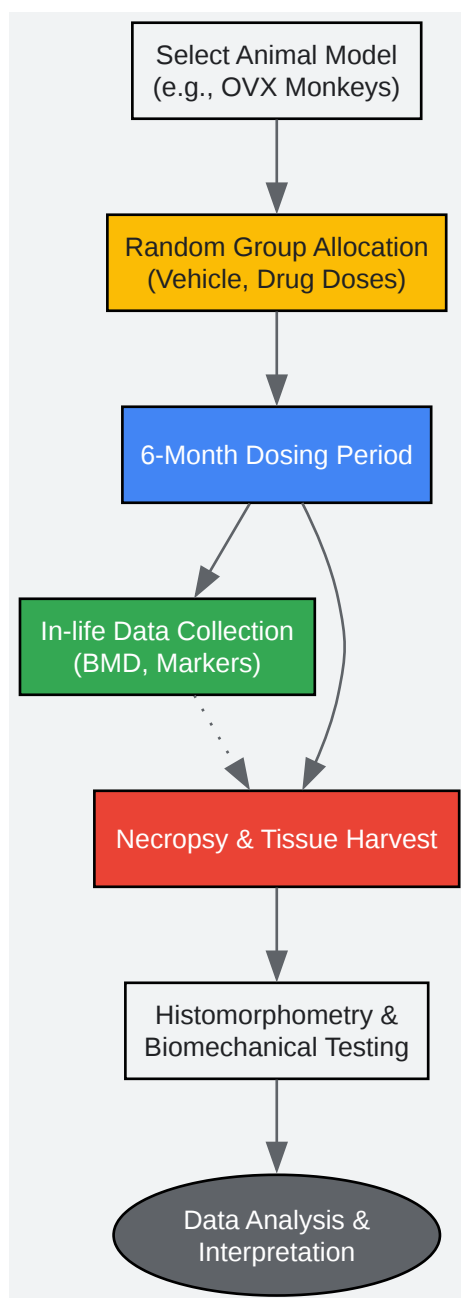 Select Animal Model
(e.g., OVX Monkeys)
Random Group Allocation
(Vehicle, Drug Doses)
6-Month Dosing Period
In-life Data Collection
(BMD, Markers)
Necropsy & Tissue Harvest
Histomorphometry &
Biomechanical Testing
Data Analysis &
Interpretation